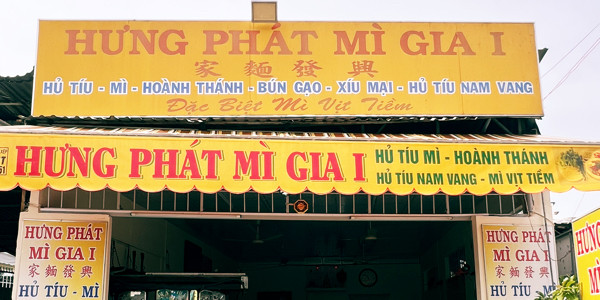 HƯNG PHÁT MÌ GIA I
家麵發興
HỦ TÍU - MÌ - HOÀNH THÁNH - BÚN GẠO - XÍU MẠI - HỦ TÍU NAM VANG
Đặc Biệt Mì Vịt Tiềm
HƯNG PHÁT MÌ GIA I
HỦ TÍU MÌ - HOÀNH THÁNH
HỦ TÍU NAM VANG - MÌ VỊT TIỀM
HƯNG PHÁT
MÌ GIA I
家麵發興
HỦ TÍU - MÌ
HƯNG PHÁT
MÌ GIA I
家麵發興
HỦ TÍU - MÌ